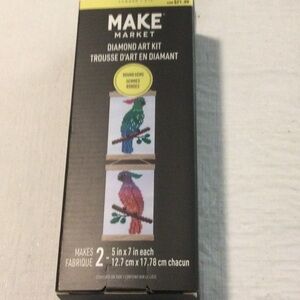 MAKE
MARKET
DIAMOND ART KIT
TROUSSE D'ART EN DIAMANT
ROUND GEMS
GEMMES
RONDES
MAKES
FABRIQUE
2
5 in x 7 in each
12.7 cm x 17.78 cm chacun